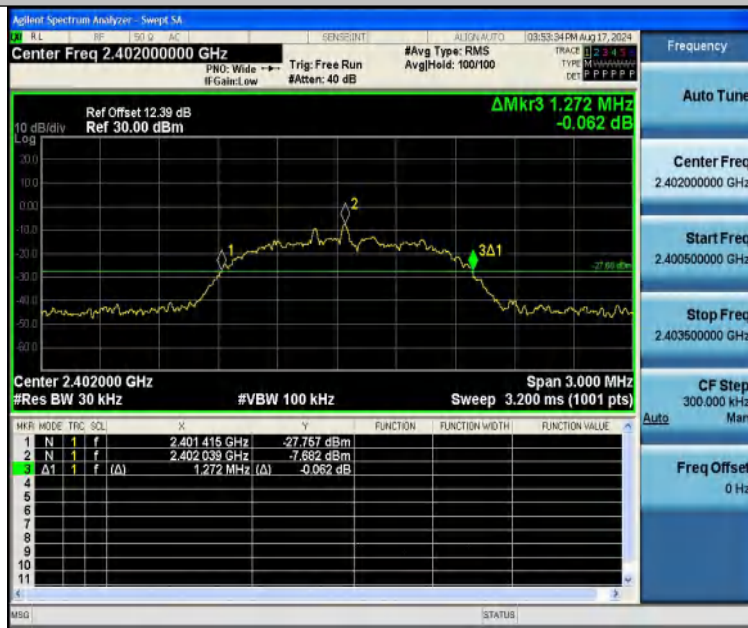 Agilent Spectrum Analyzer - Swept SA
RL RF 50 Ω AC SENSE:INT ALIGN AUTO 03:53:34 PM Aug 17, 2024
Center Freq 2.402000000 GHz
PNO: Wide
IFGain:Low
Trig: Free Run
#Atten: 40 dB
#Avg Type: RMS
Avg|Hold: 100/100
TRACE 1 2 3 4 5 6
TYPE M W W W W W
DET P P P P P P
Ref Offset 12.39 dB
10 dB/div Ref 30.00 dBm
Log
ΔMkr3 1.272 MHz
-0.062 dB
20.0
10.0
0.00
-10.0
-20.0
-30.0
-40.0
-50.0
-60.0
1
2
3Δ1
-27.68 dBm
Center 2.402000 GHz Span 3.000 MHz
#Res BW 30 kHz #VBW 100 kHz Sweep 3.200 ms (1001 pts)
MKR MODE TRC SCL X Y FUNCTION FUNCTION WIDTH FUNCTION VALUE
1 N 1 f 2.401 415 GHz -27.757 dBm
2 N 1 f 2.402 039 GHz -7.682 dBm
3 Δ1 1 f (Δ) 1.272 MHz (Δ) -0.062 dB
4
5
6
7
8
9
10
11
MSG STATUS
Frequency
Auto Tune
Center Freq
2.402000000 GHz
Start Freq
2.400500000 GHz
Stop Freq
2.403500000 GHz
CF Step
300.000 kHz
Auto Man
Freq Offset
0 Hz